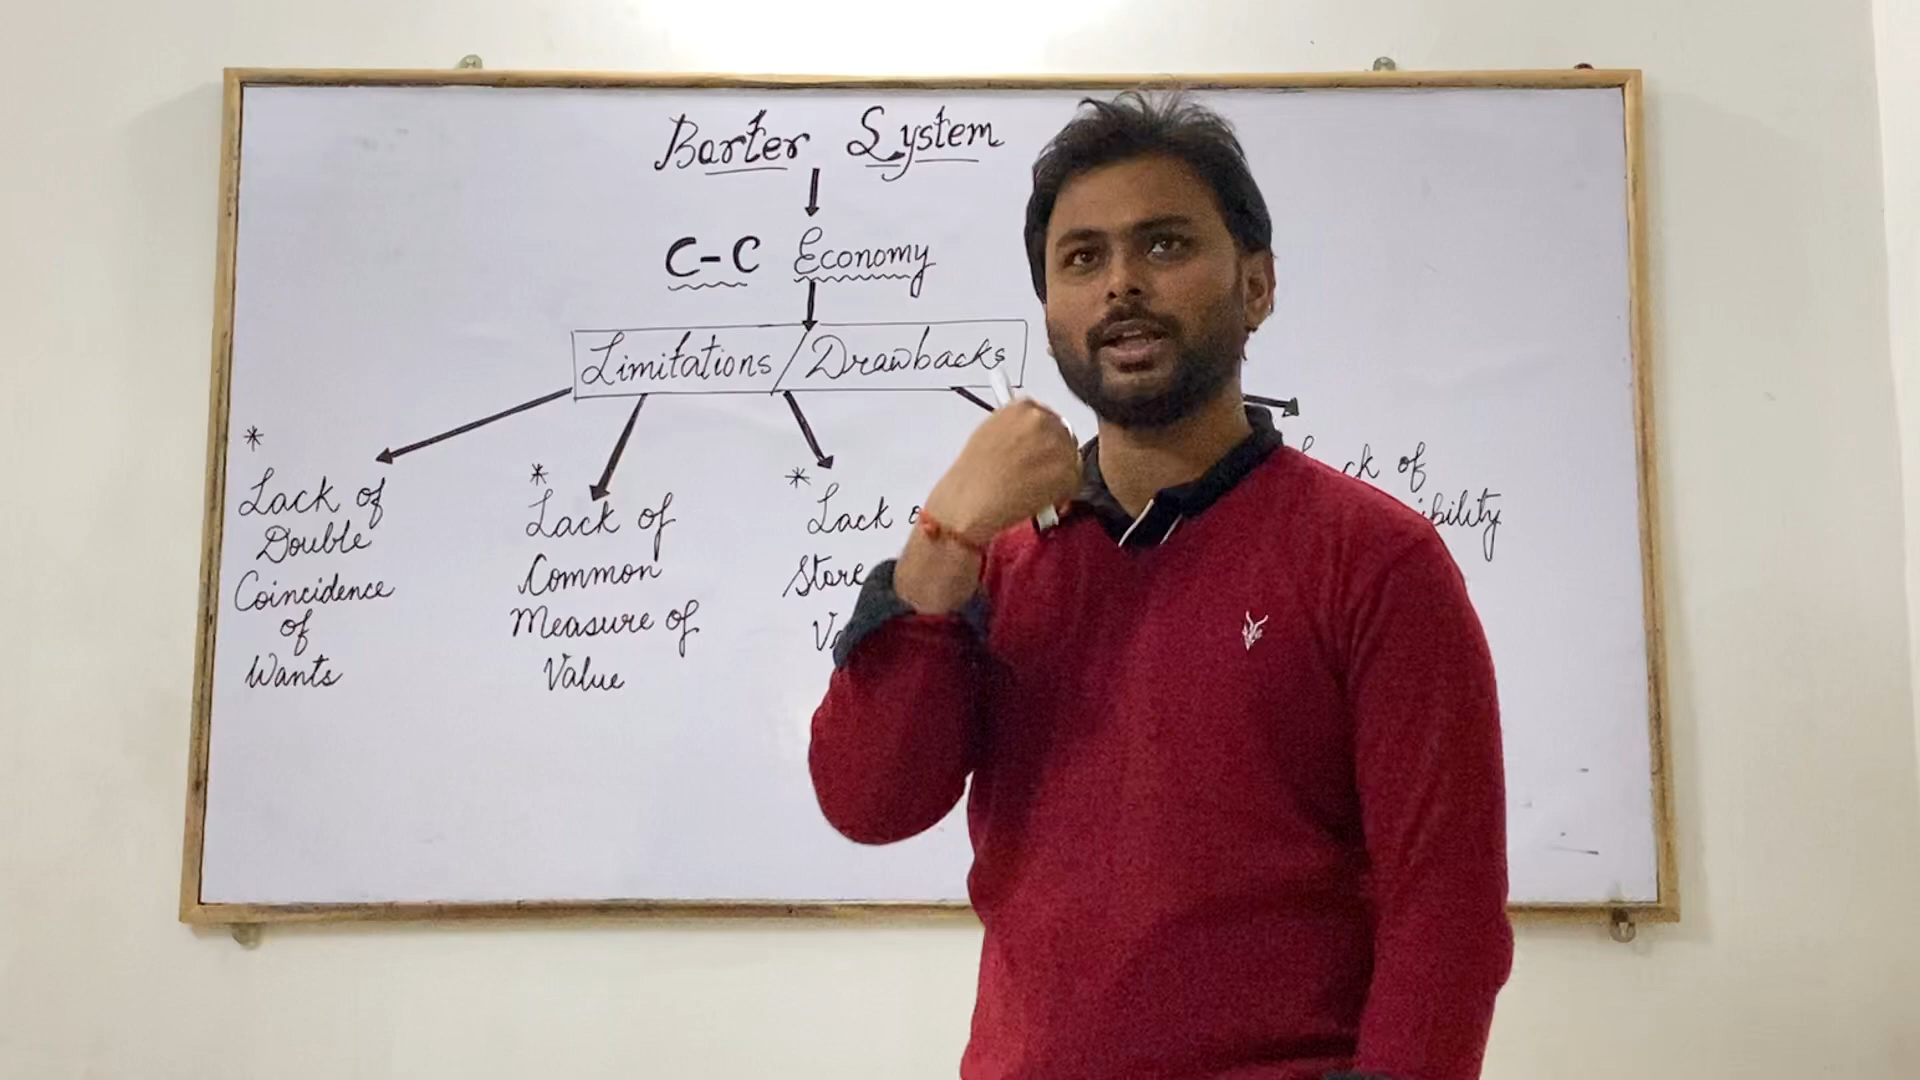 Barter System
C-C Economy
Limitations / Drawbacks
*
Lack of
Double
Coincidence
of
Wants
*
Lack of
Common
Measure of
Value
*
Lack
Store
of